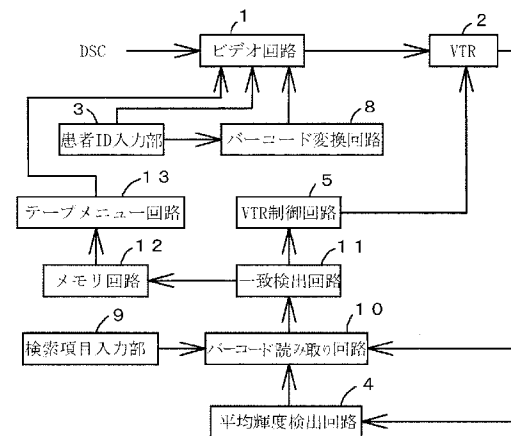 1
2
DSC
ビデオ回路
VTR
3
8
患者ID入力部
バーコード変換回路
13
5
テープメニュー回路
VTR制御回路
12
11
メモリ回路
一致検出回路
9
10
検索項目入力部
バーコード読み取り回路
4
平均輝度検出回路